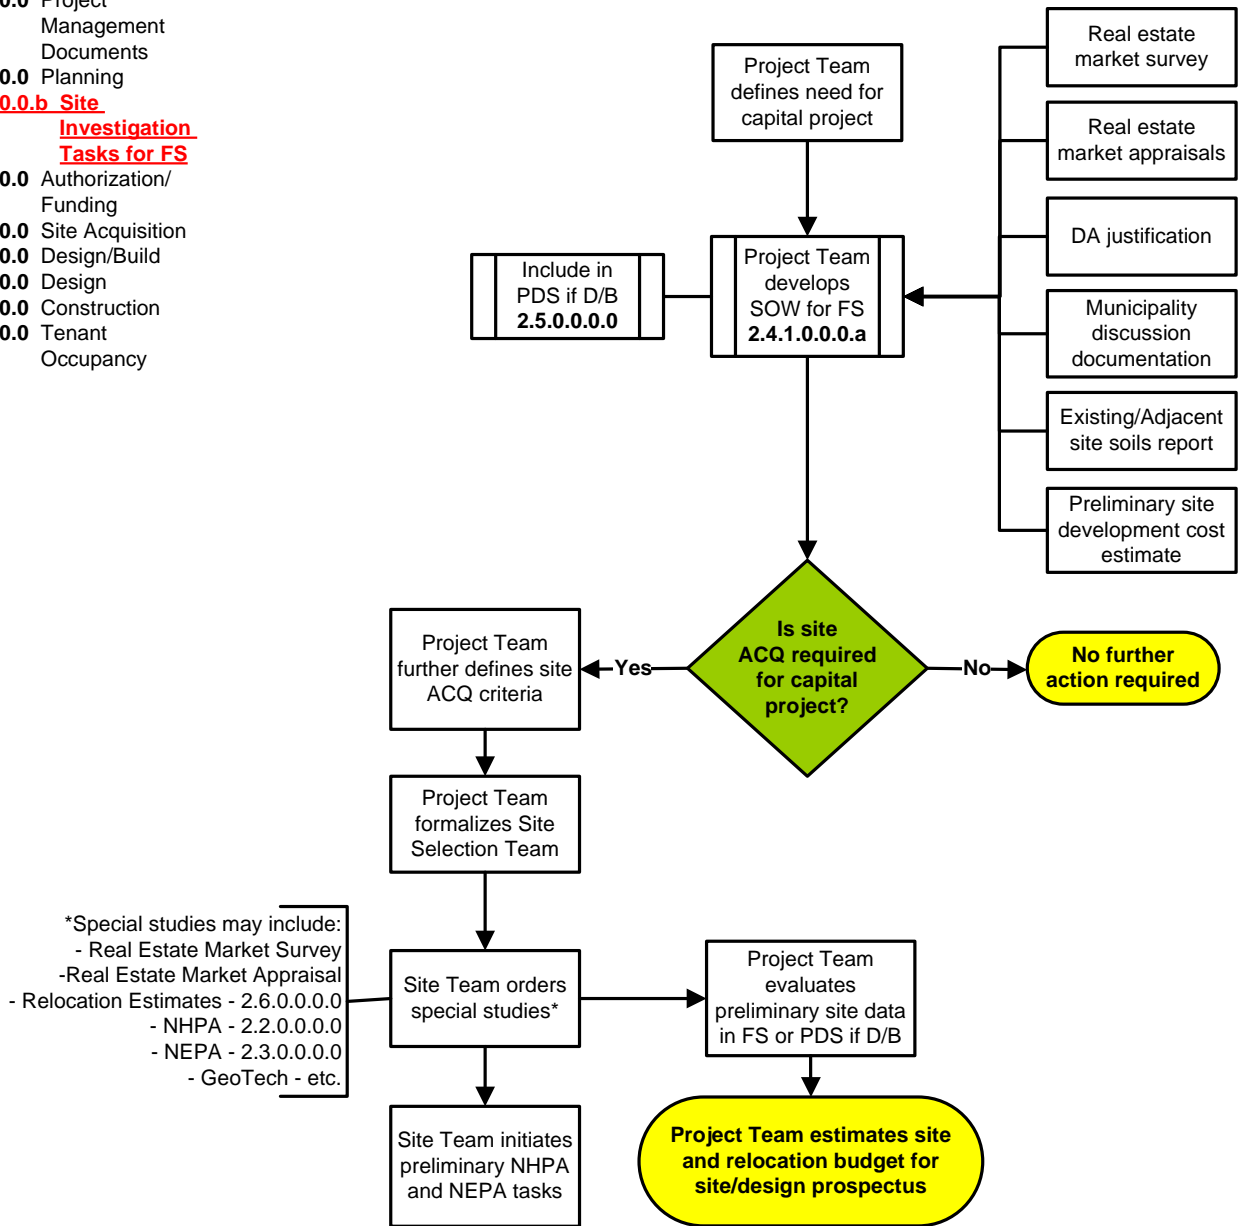 0.0 Project
Management
Documents
0.0 Planning
0.0.b Site
Investigation
Tasks for FS
0.0 Authorization/
Funding
0.0 Site Acquisition
0.0 Design/Build
0.0 Design
0.0 Construction
0.0 Tenant
Occupancy
Project Team
defines need for
capital project
Real estate
market survey
Real estate
market appraisals
DA justification
Municipality
discussion
documentation
Existing/Adjacent
site soils report
Preliminary site
development cost
estimate
Include in
PDS if D/B
2.5.0.0.0.0
Project Team
develops
SOW for FS
2.4.1.0.0.0.a
Is site
ACQ required
for capital
project?
Yes
No
No further
action required
Project Team
further defines site
ACQ criteria
Project Team
formalizes Site
Selection Team
*Special studies may include:
- Real Estate Market Survey
-Real Estate Market Appraisal
- Relocation Estimates - 2.6.0.0.0.0
- NHPA - 2.2.0.0.0.0
- NEPA - 2.3.0.0.0.0
- GeoTech - etc.
Site Team orders
special studies*
Project Team
evaluates
preliminary site data
in FS or PDS if D/B
Site Team initiates
preliminary NHPA
and NEPA tasks
Project Team estimates site
and relocation budget for
site/design prospectus